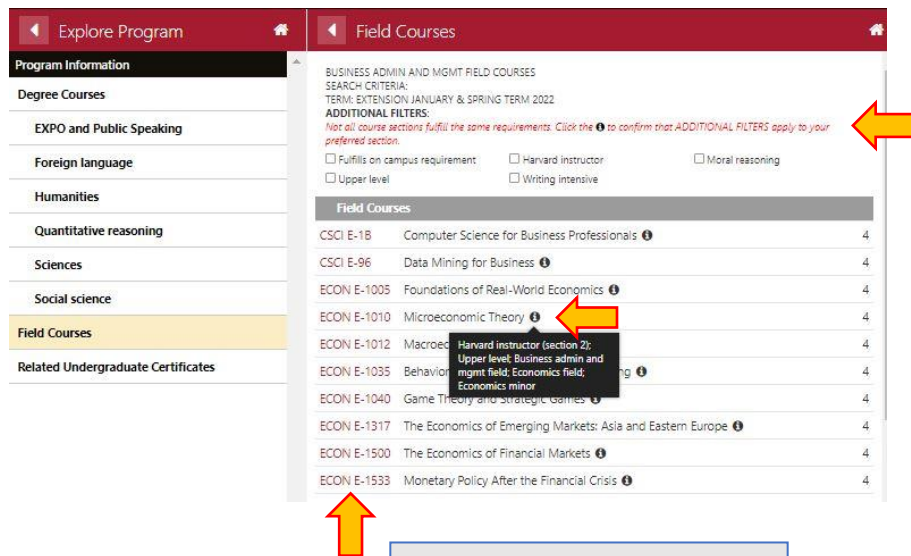 Explore Program
Program Information
Degree Courses
EXPO and Public Speaking
Foreign language
Humanities
Quantitative reasoning
Sciences
Social science
Field Courses
Related Undergraduate Certificates
Field Courses
BUSINESS ADMIN AND MGMT FIELD COURSES
SEARCH CRITERIA:
TERM: EXTENSION JANUARY & SPRING TERM 2022
ADDITIONAL FILTERS:
Not all course sections fulfill the same requirements. Click the i to confirm that ADDITIONAL FILTERS apply to your
preferred section.
Fulfills on campus requirement Harvard instructor Moral reasoning
Upper level Writing intensive
Field Courses
CSCI E-1B Computer Science for Business Professionals i 4
CSCI E-96 Data Mining for Business i 4
ECON E-1005 Foundations of Real-World Economics i 4
ECON E-1010 Microeconomic Theory i 4
Harvard instructor (section 2);
Upper level; Business admin and
mgmt field; Economics field;
Economics minor
ECON E-1012 Macroec 4
ECON E-1035 Behavior ng i 4
ECON E-1040 Game Theory and Strategic Games i 4
ECON E-1317 The Economics of Emerging Markets: Asia and Eastern Europe i 4
ECON E-1500 The Economics of Financial Markets i 4
ECON E-1533 Monetary Policy After the Financial Crisis i 4